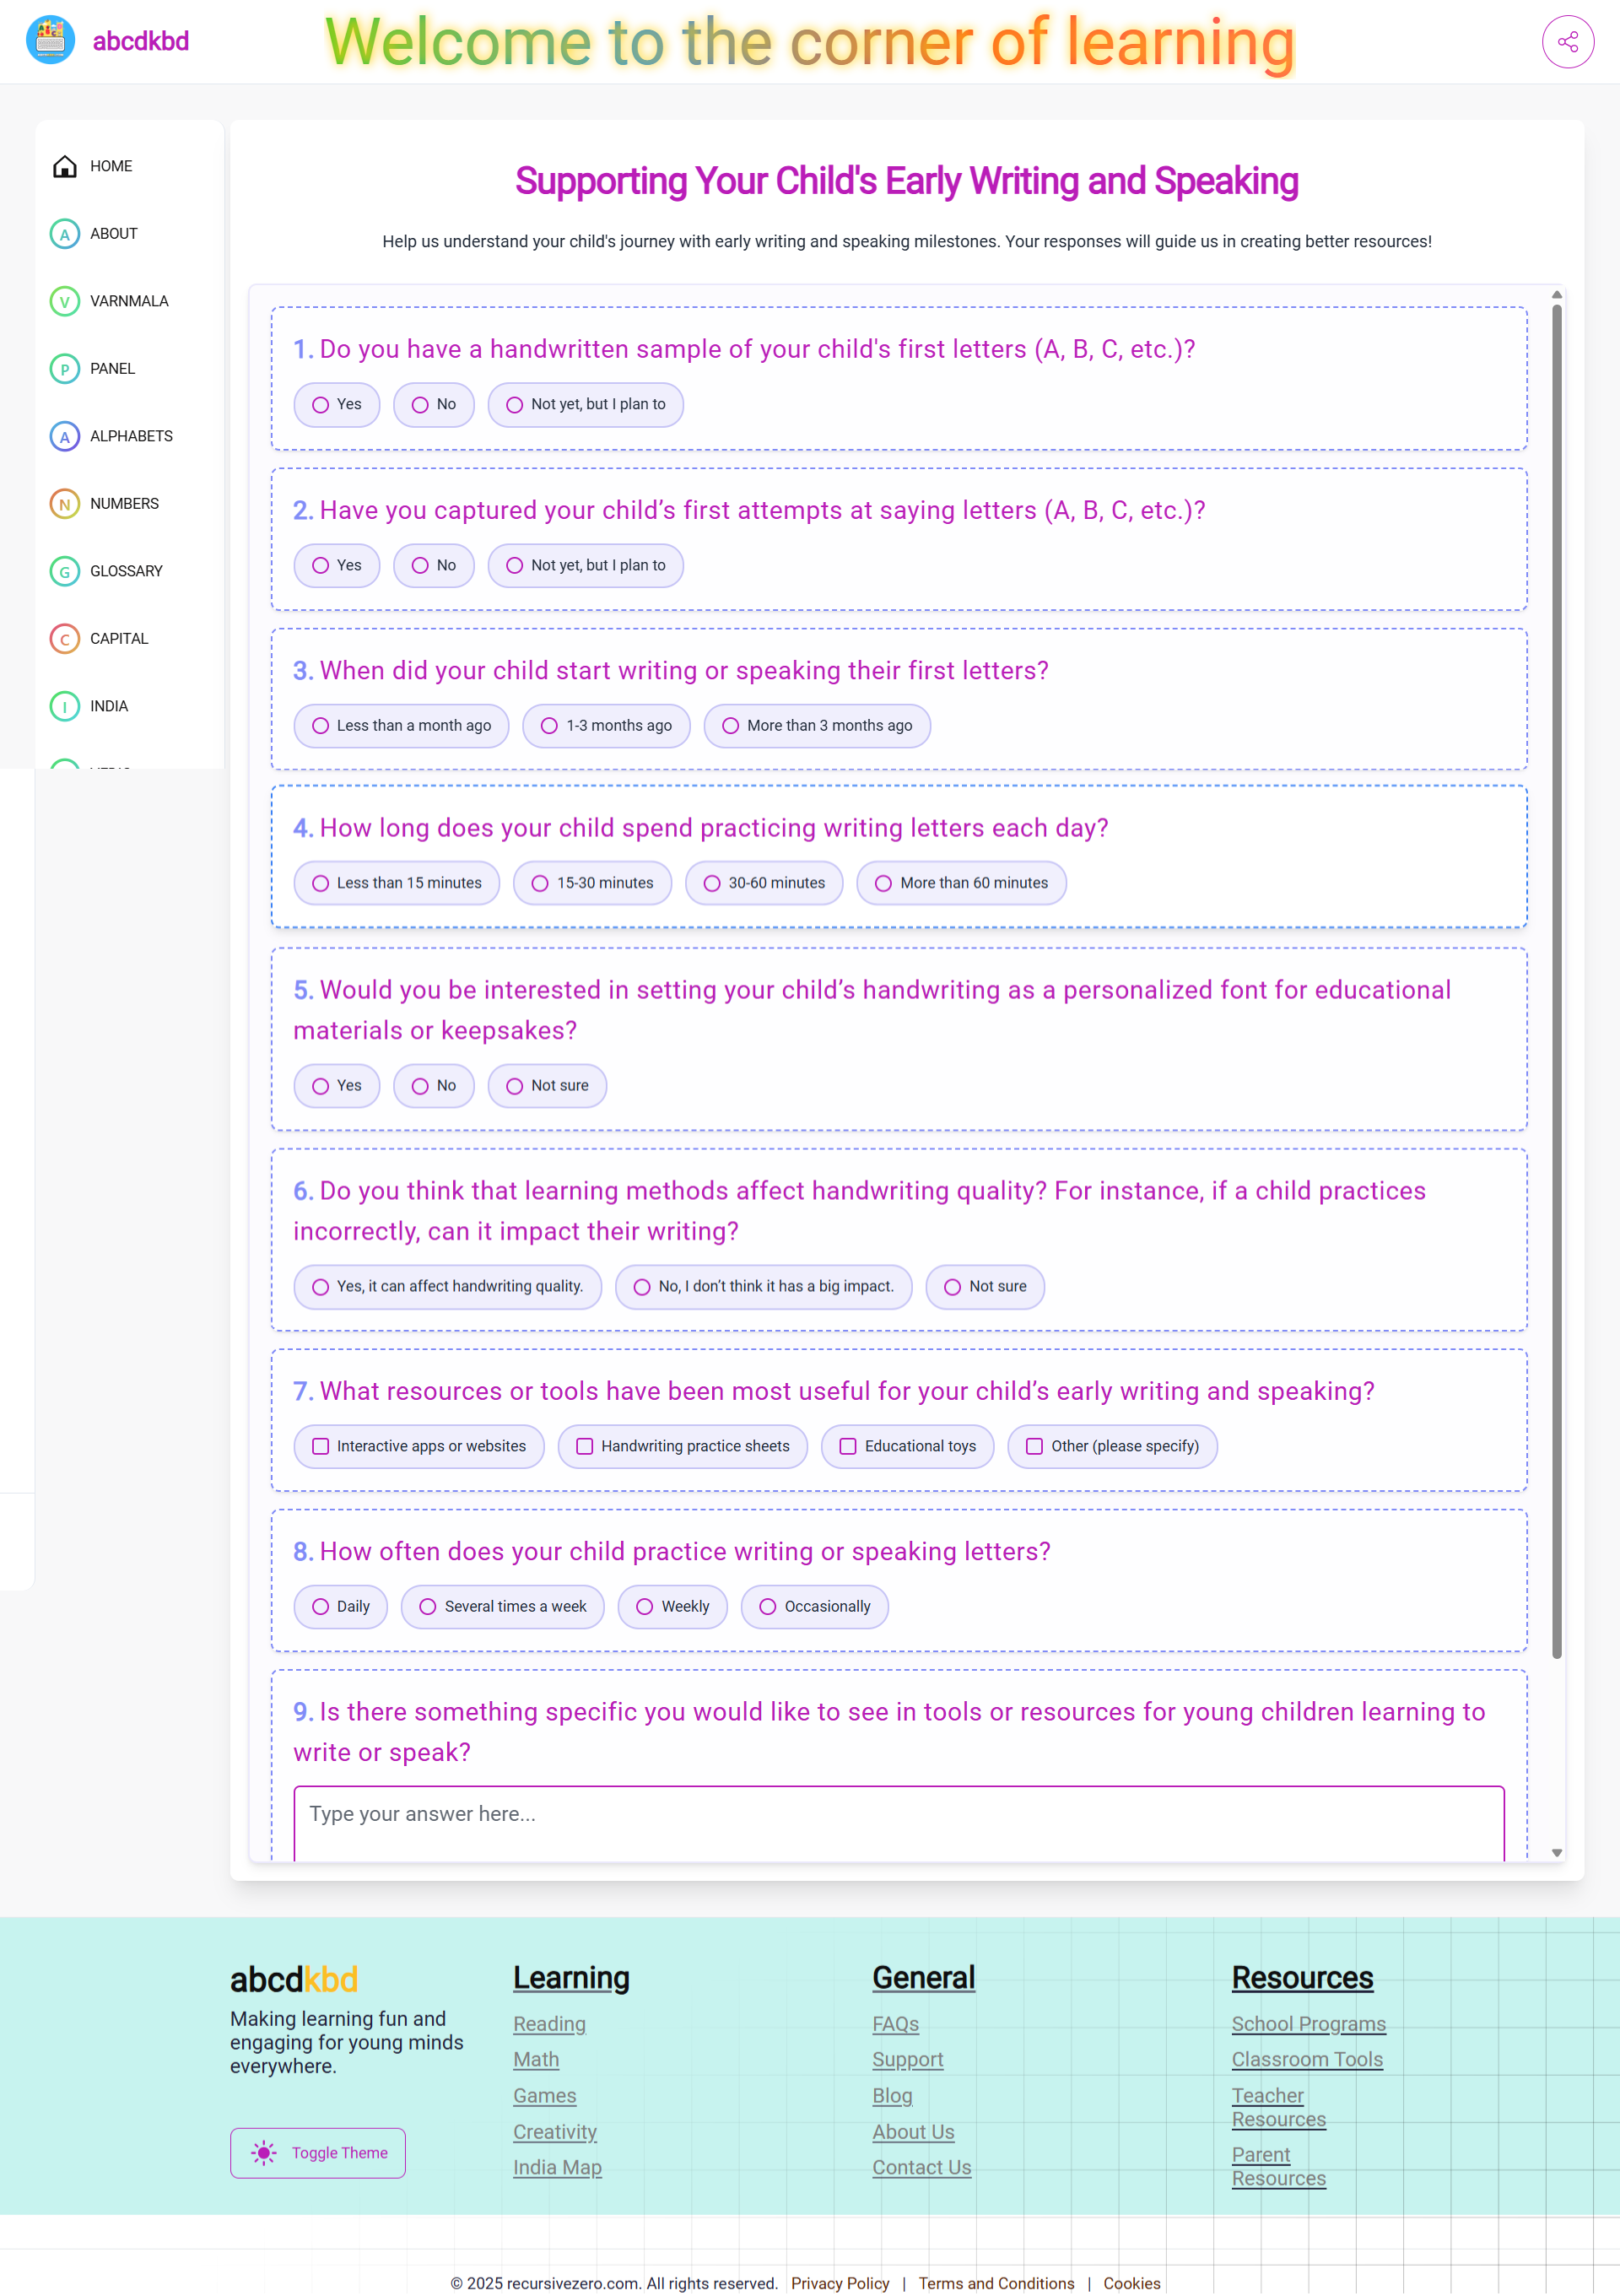 abcdkbd
Welcome to the corner of learning
HOME
A ABOUT
V VARNMALA
P PANEL
A ALPHABETS
N NUMBERS
G GLOSSARY
C CAPITAL
I INDIA
Supporting Your Child's Early Writing and Speaking
Help us understand your child's journey with early writing and speaking milestones. Your responses will guide us in creating better resources!
1. Do you have a handwritten sample of your child's first letters (A, B, C, etc.)?
Yes No Not yet, but I plan to
2. Have you captured your child’s first attempts at saying letters (A, B, C, etc.)?
Yes No Not yet, but I plan to
3. When did your child start writing or speaking their first letters?
Less than a month ago 1-3 months ago More than 3 months ago
4. How long does your child spend practicing writing letters each day?
Less than 15 minutes 15-30 minutes 30-60 minutes More than 60 minutes
5. Would you be interested in setting your child’s handwriting as a personalized font for educational
materials or keepsakes?
Yes No Not sure
6. Do you think that learning methods affect handwriting quality? For instance, if a child practices
incorrectly, can it impact their writing?
Yes, it can affect handwriting quality. No, I don’t think it has a big impact. Not sure
7. What resources or tools have been most useful for your child’s early writing and speaking?
Interactive apps or websites Handwriting practice sheets Educational toys Other (please specify)
8. How often does your child practice writing or speaking letters?
Daily Several times a week Weekly Occasionally
9. Is there something specific you would like to see in tools or resources for young children learning to
write or speak?
Type your answer here...
abcdkbd
Making learning fun and
engaging for young minds
everywhere.
Toggle Theme
Learning
Reading
Math
Games
Creativity
India Map
General
FAQs
Support
Blog
About Us
Contact Us
Resources
School Programs
Classroom Tools
Teacher
Resources
Parent
Resources
© 2025 recursivezero.com. All rights reserved. Privacy Policy | Terms and Conditions | Cookies